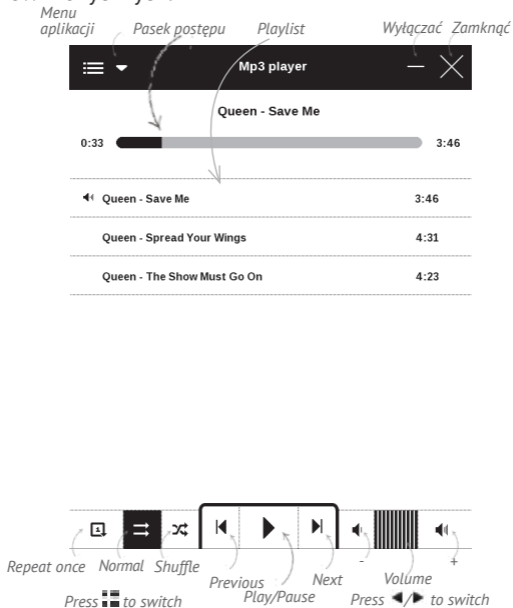 Menu
aplikacji
Pasek postępu
Playlist
Wyłączać
Zamknąć
Mp3 player
Queen - Save Me
0:33
3:46
Queen - Save Me 3:46
Queen - Spread Your Wings 4:31
Queen - The Show Must Go On 4:23
1
Repeat once
Normal
Shuffle
Previous
Play/Pause
Next
-
Volume
+
Press to switch
Press ◀/▶ to switch